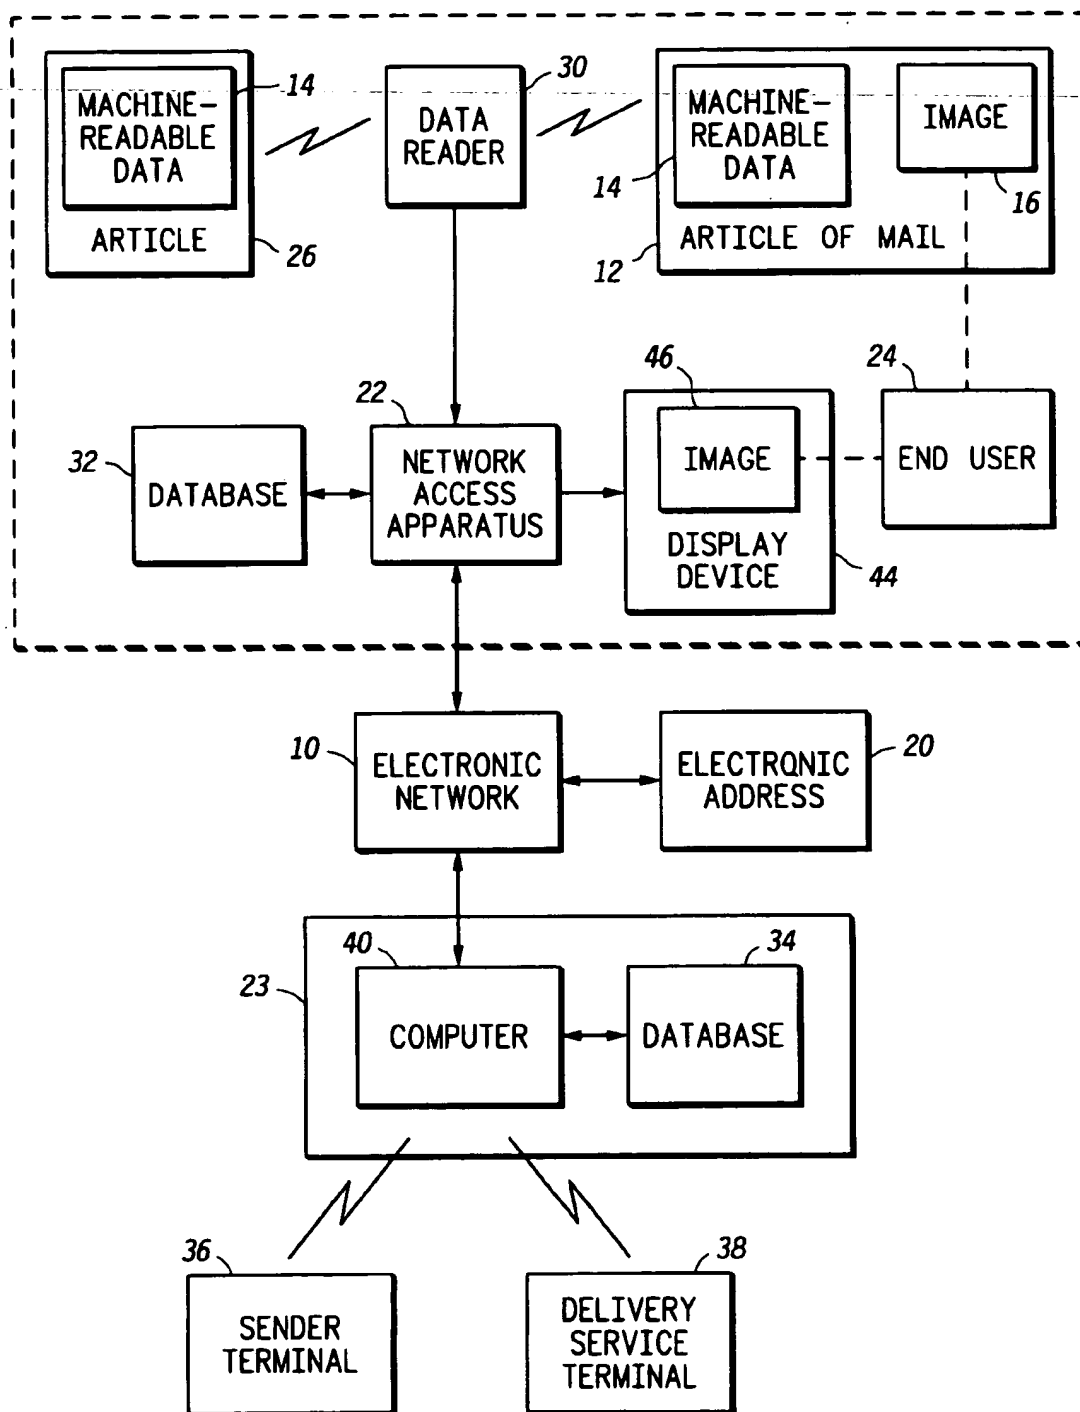 14
MACHINE-
READABLE
DATA
ARTICLE
26
30
DATA
READER
MACHINE-
READABLE
DATA
14
IMAGE
16
ARTICLE OF MAIL
12
22
NETWORK
ACCESS
APPARATUS
32
DATABASE
46
IMAGE
DISPLAY
DEVICE
44
24
END USER
10
ELECTRONIC
NETWORK
20
ELECTRONIC
ADDRESS
23
40
COMPUTER
34
DATABASE
36
SENDER
TERMINAL
38
DELIVERY
SERVICE
TERMINAL